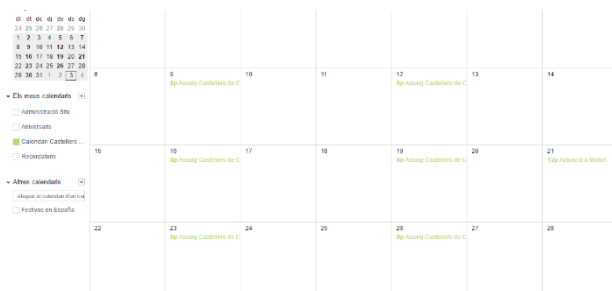 dl dt dc dj dv ds dg
24 25 26 27 28 29 30
1 2 3 4 5 6 7
8 9 10 11 12 13 14
15 16 17 18 19 20 21
22 23 24 25 26 27 28
29 30 31 1 2 3 4
Els meus calendaris
Administració Site
Aniversaris
Calendari Castellers ...
Recordatoris
Altres calendaris
Afegeix el calendari d'un cor
Festivos en España
8 9 10 11 12 13 14
8p Assaig Castellers de C
8p Assaig Castellers de C
15 16 17 18 19 20 21
8p Assaig Castellers de C
8p Assaig Castellers de C
12p Actuació a Mollet
22 23 24 25 26 27 28
8p Assaig Castellers de C
8p Assaig Castellers de C